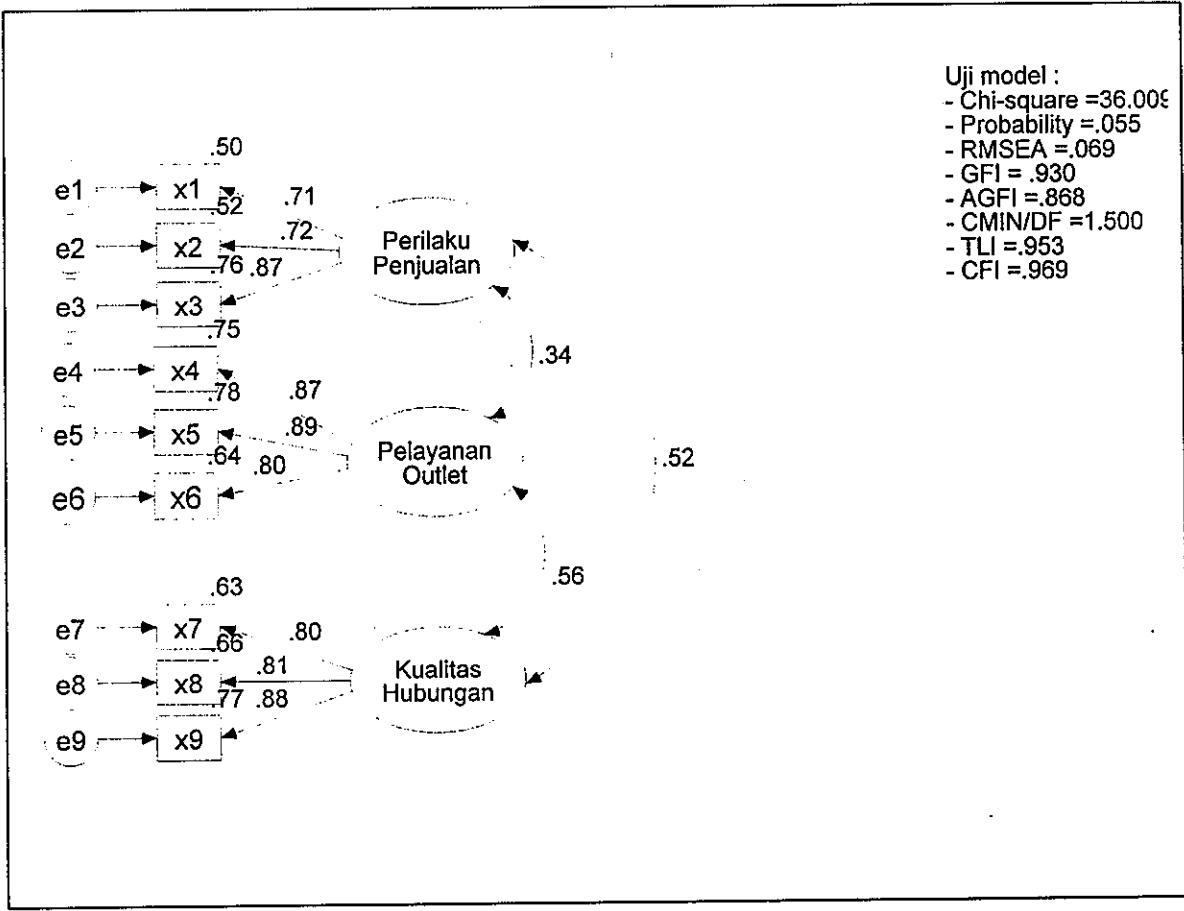 Uji model :
- Chi-square =36.009
- Probability =.055
- RMSEA =.069
- GFI = .930
- AGFI =.868
- CMIN/DF =1.500
- TLI =.953
- CFI =.969
.50
e1 x1 .71
.52
e2 x2 .72
Perilaku
Penjualan
.76 .87
e3 x3
.75
.34
e4 x4
.78 .87
e5 x5 .89
Pelayanan
Outlet
.52
.64 .80
e6 x6
.56
.63
e7 x7 .80
.66
e8 x8 .81
Kualitas
Hubungan
.77 .88
e9 x9